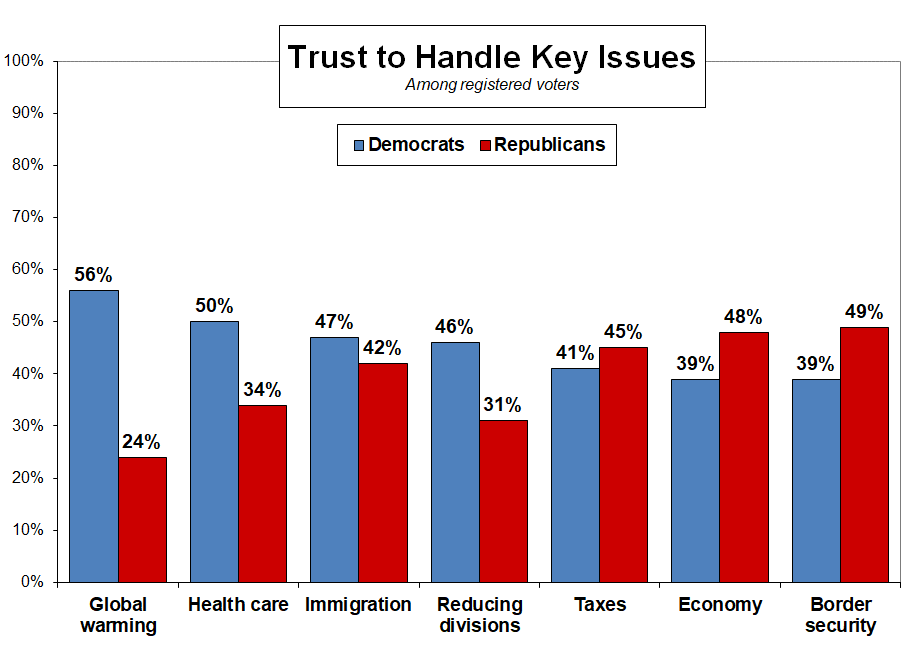 Trust to Handle Key Issues
Among registered voters
Democrats Republicans
100%
90%
80%
70%
60%
50%
40%
30%
20%
10%
0%
56% 24% 50% 34% 47% 42% 46% 31% 41% 45% 39% 48% 39% 49%
Global Health care Immigration Reducing Taxes Economy Border
warming divisions security